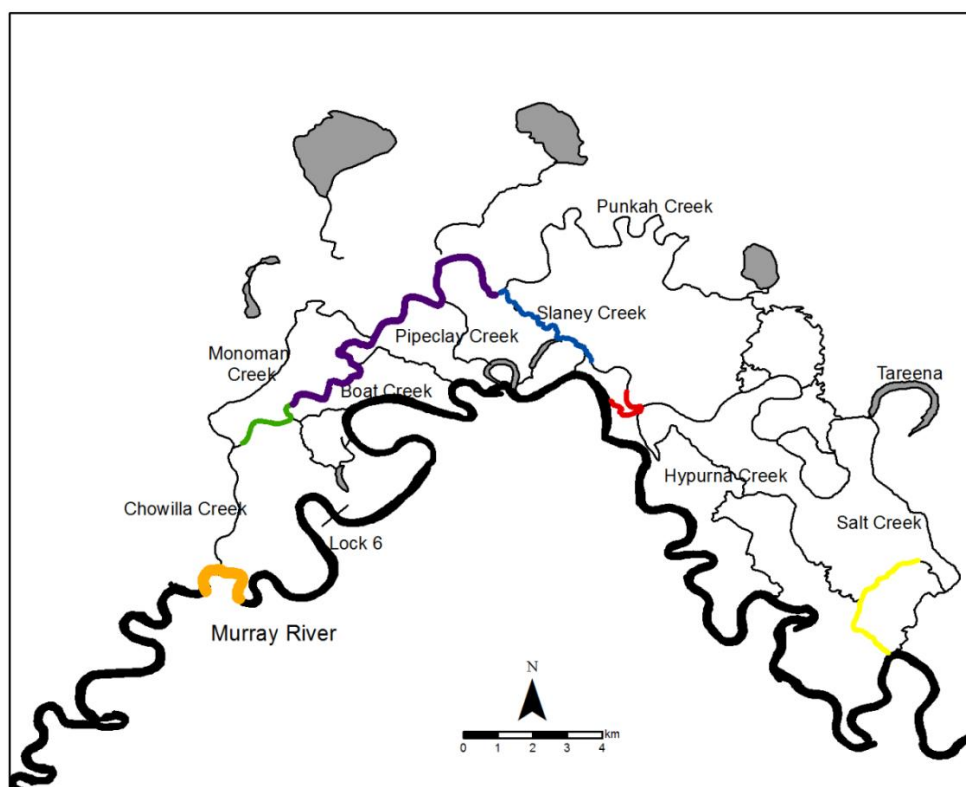 Punkah Creek
Slaney Creek
Pipeclay Creek
Monoman
Creek
Tareena
Boat Creek
Hypurna Creek
Chowilla Creek
Salt Creek
Lock 6
Murray River
N
km
0 1 2 3 4